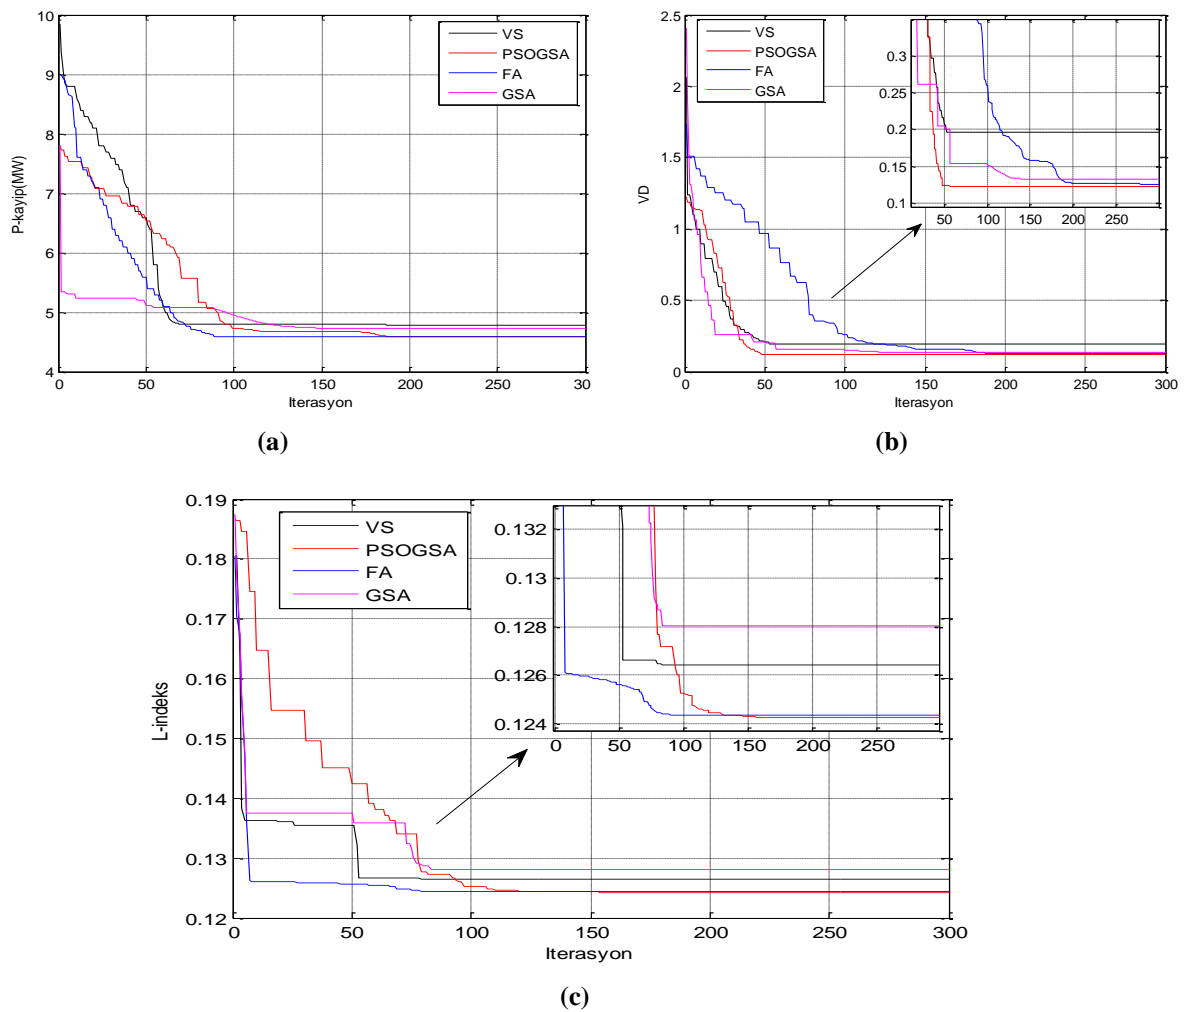 10
9
8
7
6
5
4
P-kayip(MW)
VS
PSOGSA
FA
GSA
0 50 100 150 200 250 300
Iterasyon
(a)
2.5
2
1.5
1
0.5
0
VD
VS
PSOGSA
FA
GSA
0.3
0.25
0.2
0.15
0.1
50 100 150 200 250
0 50 100 150 200 250 300
Iterasyon
(b)
0.19
0.18
0.17
0.16
0.15
0.14
0.13
0.12
L-indeks
VS
PSOGSA
FA
GSA
0.132
0.13
0.128
0.126
0.124
0 50 100 150 200 250
0 50 100 150 200 250 300
Iterasyon
(c)